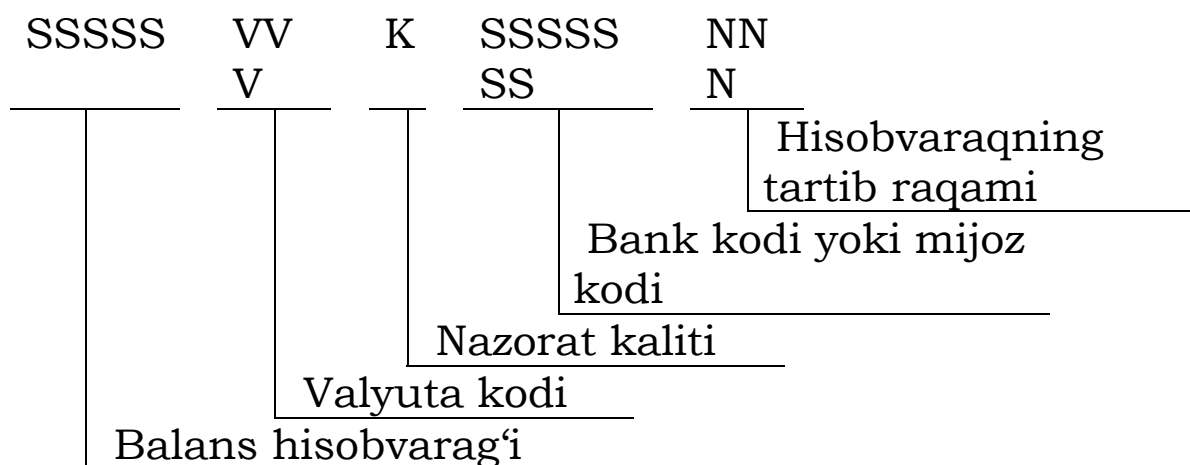 SSSSS VV K SSSSS NN
V SS N
Hisobvaraqning
tartib raqami
Bank kodi yoki mijoz
kodi
Nazorat kaliti
Valyuta kodi
Balans hisobvarag‘i